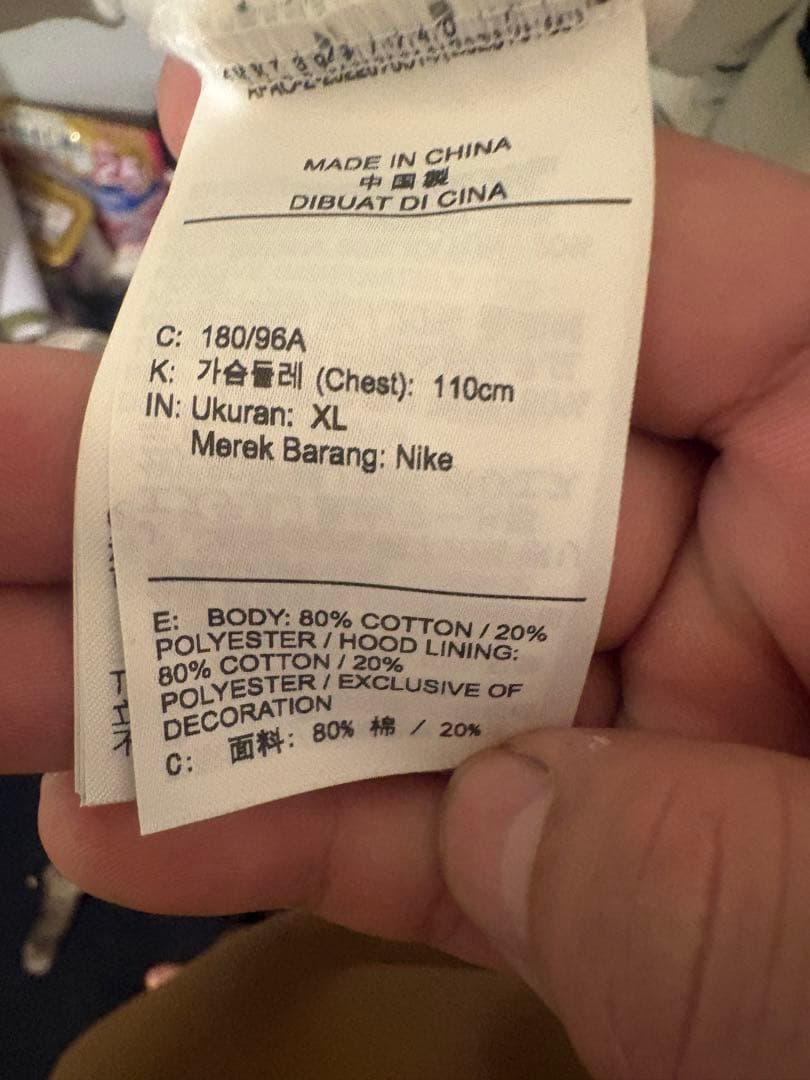 MADE IN CHINA
中国製
DIBUAT DI CINA
C: 180/96A
K: 가슴둘레 (Chest): 110cm
IN: Ukuran: XL
Merek Barang: Nike
E: BODY: 80% COTTON / 20%
POLYESTER / HOOD LINING:
80% COTTON / 20%
POLYESTER / EXCLUSIVE OF
DECORATION
C: 面料: 80% 棉 / 20%